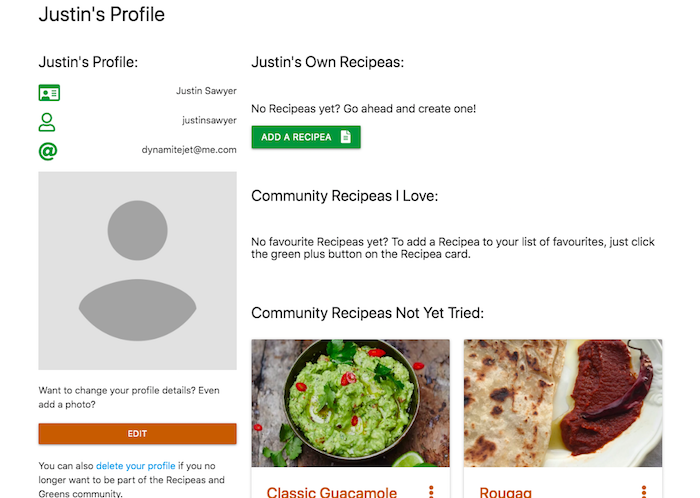 Justin's Profile
Justin's Profile:
Justin Sawyer
justinsawyer
dynamitejet@me.com
Want to change your profile details? Even
add a photo?
EDIT
You can also delete your profile if you no
longer want to be part of the Recipeas and
Greens community.
Justin's Own Recipeas:
No Recipeas yet? Go ahead and create one!
ADD A RECIPEA
Community Recipeas I Love:
No favourite Recipeas yet? To add a Recipea to your list of favourites, just click
the green plus button on the Recipea card.
Community Recipeas Not Yet Tried:
Classic Guacamole
Rougag